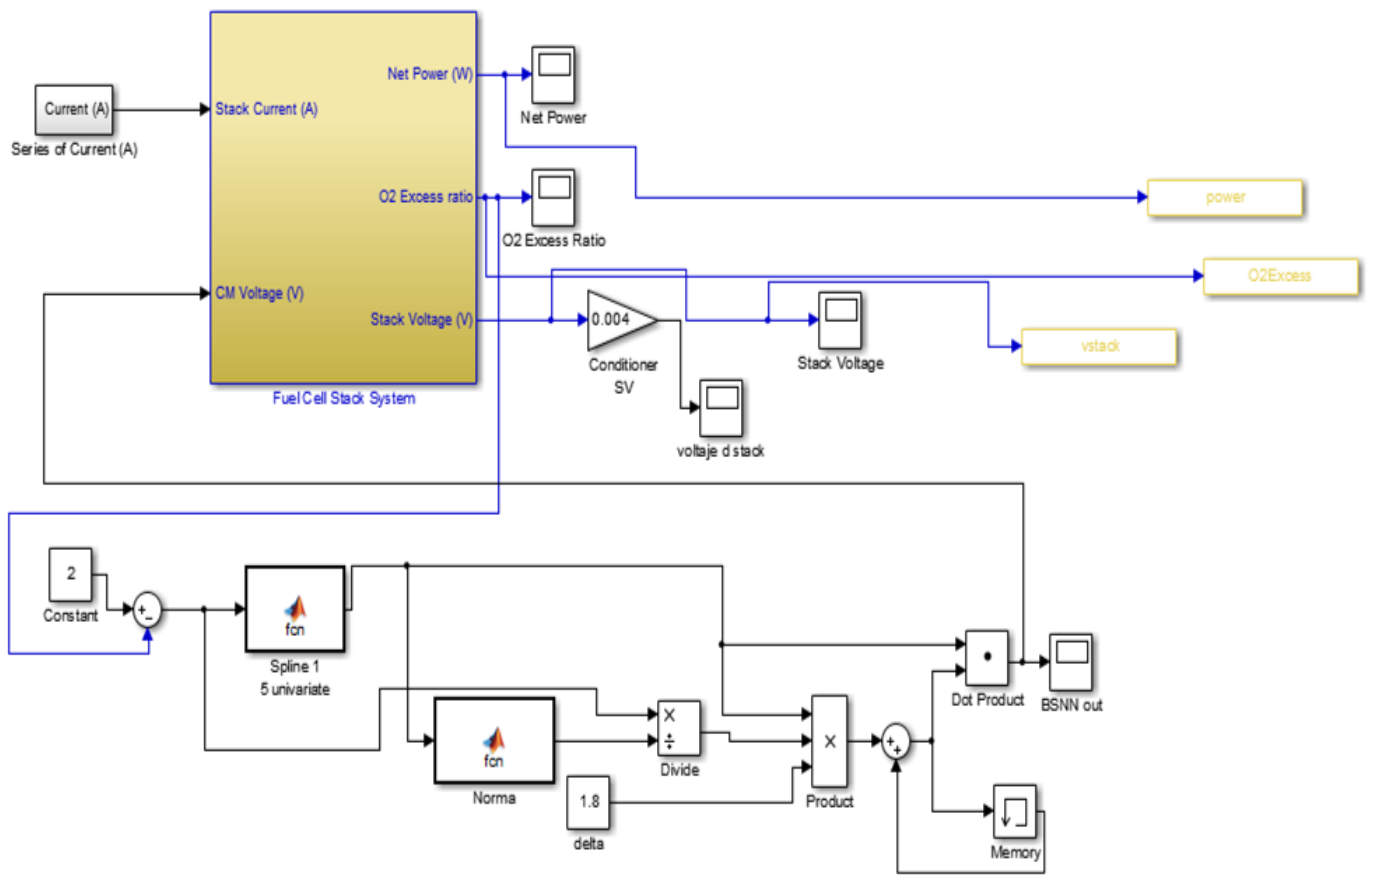 Net Power (W)
Net Power
Current (A)
Stack Current (A)
Series of Current (A)
O2 Excess ratio
power
O2 Excess Ratio
O2Excess
CM Voltage (V)
Stack Voltage (V)
0.004
vstack
Conditioner
SV
Stack Voltage
Fuel Cell Stack System
voltaje d stack
2
Constant
+
−
fcn
Spline 1
5 univariate
Dot Product
BSNN out
×
÷
Divide
fcn
Norma
×
Product
+
+
1.8
delta
Memory